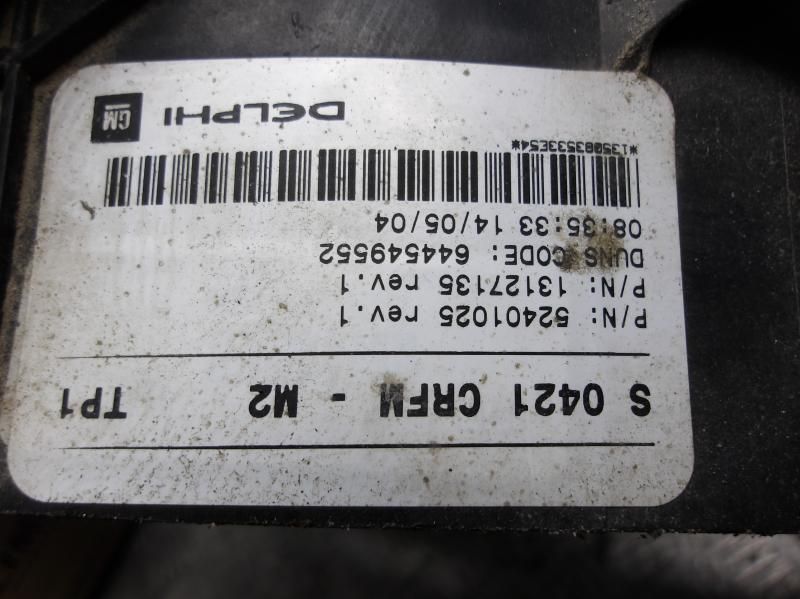 S 0421 CRFM - M2 TP1
P/N: 52401025 rev.1
P/N: 13127135 rev.1
DUNS CODE: 644549552
08:35:33 14/05/04
*135083533E54*
DELPHI GM